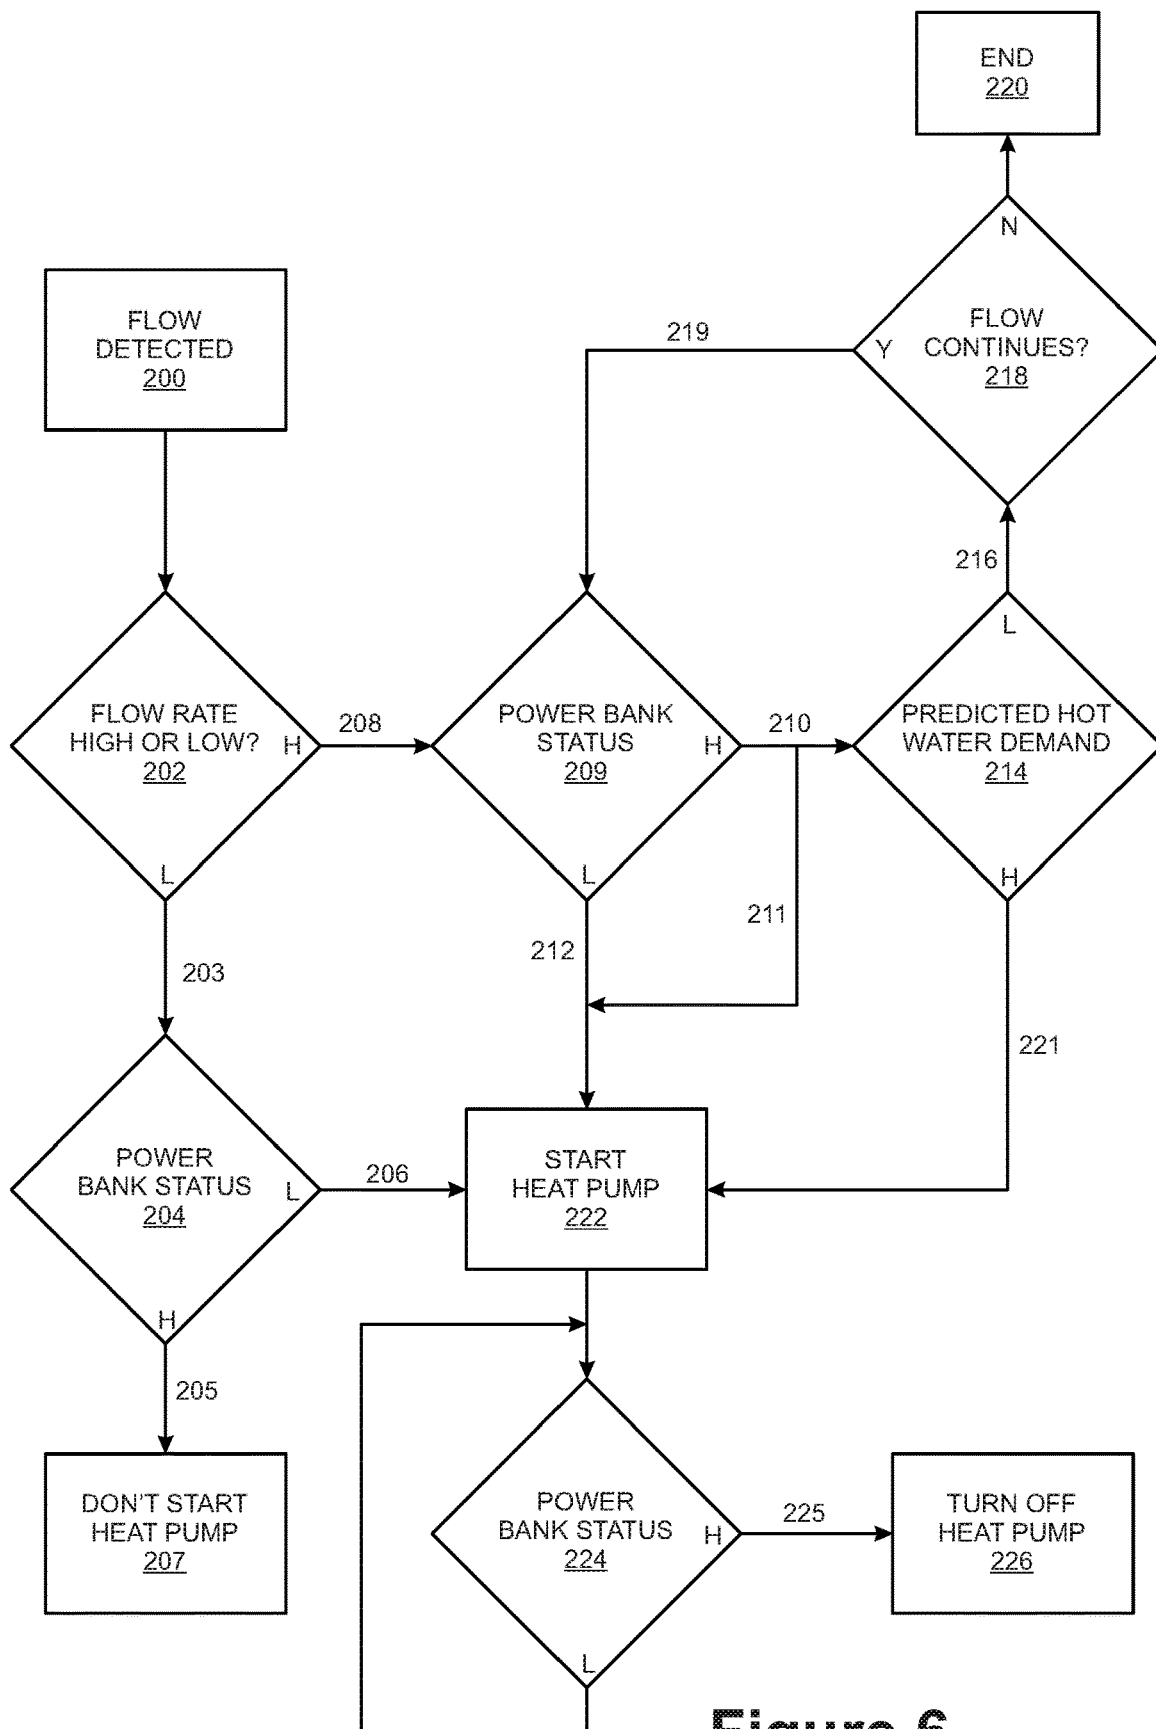 END
220
N
FLOW
CONTINUES?
218
Y
219
FLOW
DETECTED
200
216
L
FLOW RATE
HIGH OR LOW?
202
H
L
208
POWER BANK
STATUS
209
H
L
210
PREDICTED HOT
WATER DEMAND
214
H
211
212
203
221
POWER
BANK STATUS
204
L
H
206
START
HEAT PUMP
222
205
DON'T START
HEAT PUMP
207
POWER
BANK STATUS
224
H
L
225
TURN OFF
HEAT PUMP
226
Figure 6